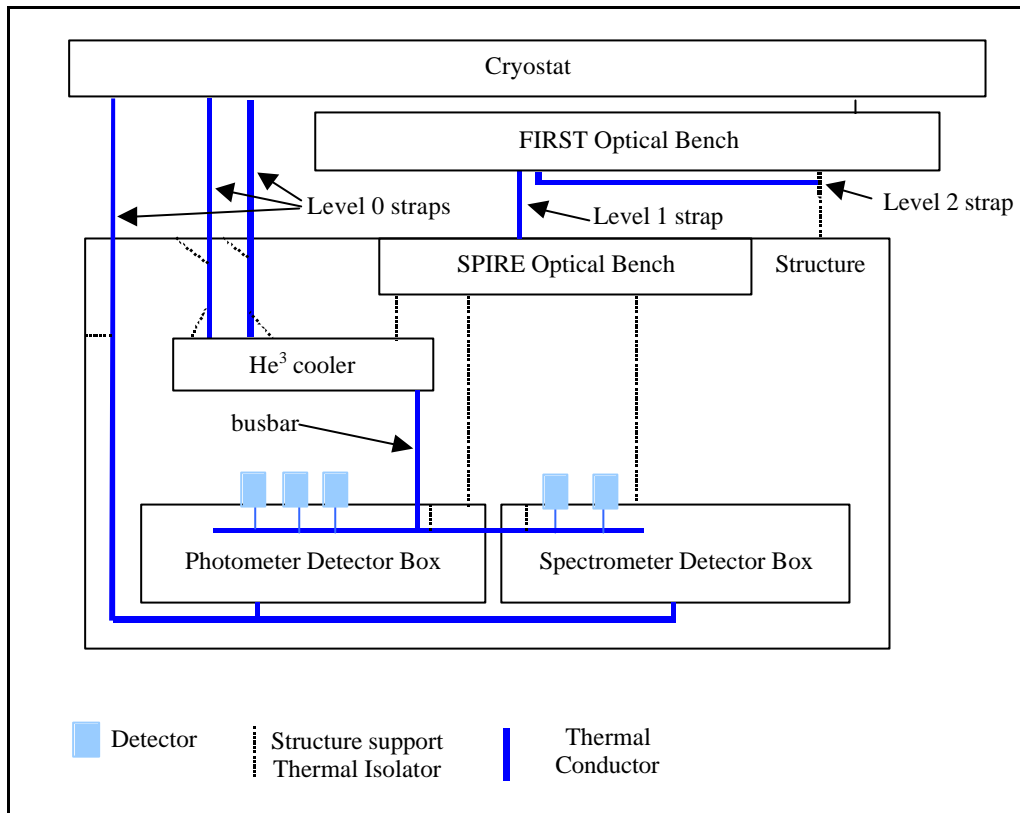 Cryostat
FIRST Optical Bench
Level 0 straps
Level 1 strap
Level 2 strap
SPIRE Optical Bench
Structure
He³ cooler
busbar
Photometer Detector Box
Spectrometer Detector Box
Detector
Structure support
Thermal Isolator
Thermal
Conductor